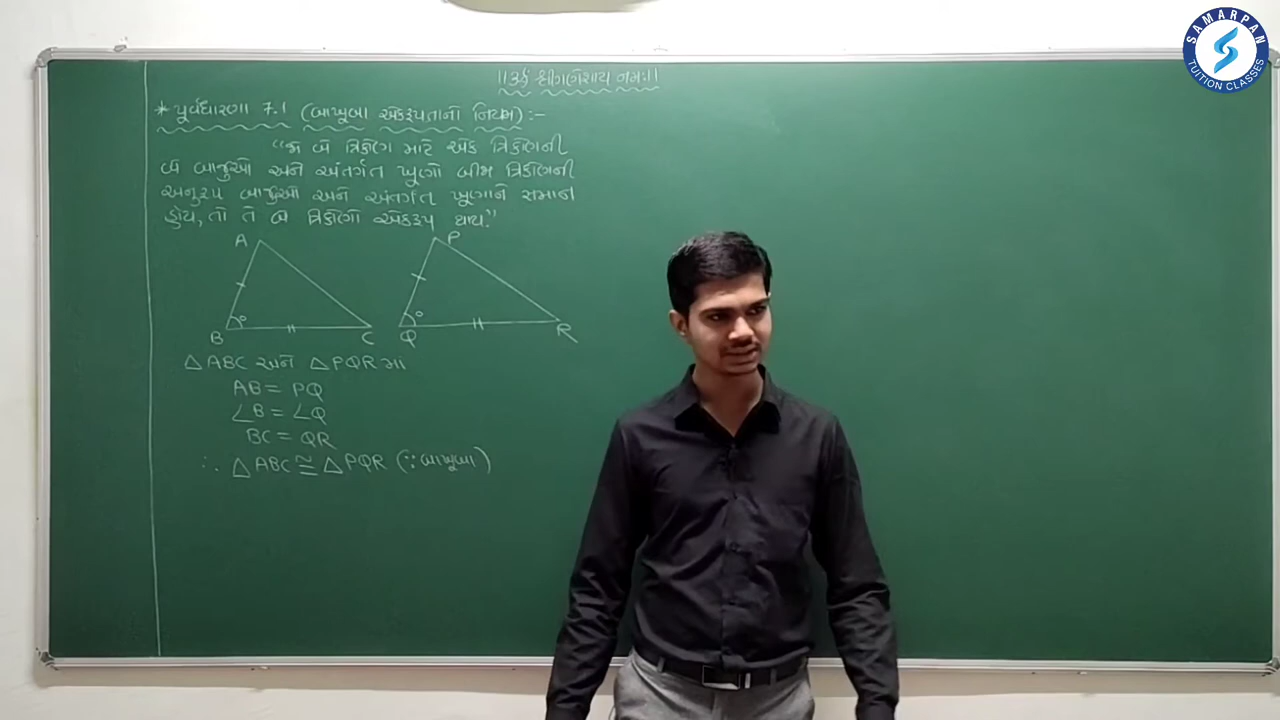 ॥ ૐ શ્રી ગણેશાય નમઃ ॥
* પૂર્વધારણા 7.1 (બાખૂબા એકરૂપતાનો નિયમ) :-
"જો બે ત્રિકોણ માટે એક ત્રિકોણની
બે બાજુઓ અને અંતર્ગત ખૂણો બીજા ત્રિકોણની
અનુરૂપ બાજુઓ અને અંતર્ગત ખૂણાને સમાન
હોય, તો તે બે ત્રિકોણો એકરૂપ થાય."
A
P
B
C
Q
R
△ABC અને △PQR માં
AB = PQ
∠B = ∠Q
BC = QR
∴ △ABC ≅ △PQR (∵ બાખૂબા)
SAMARPAN
TUITION CLASSES